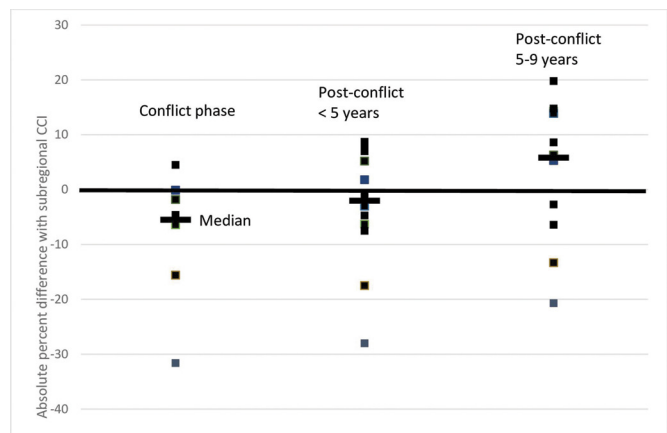 Absolute percent difference with subregional CCI
30
20
10
0
-10
-20
-30
-40
Conflict phase
Median
Post-conflict
< 5 years
Post-conflict
5-9 years